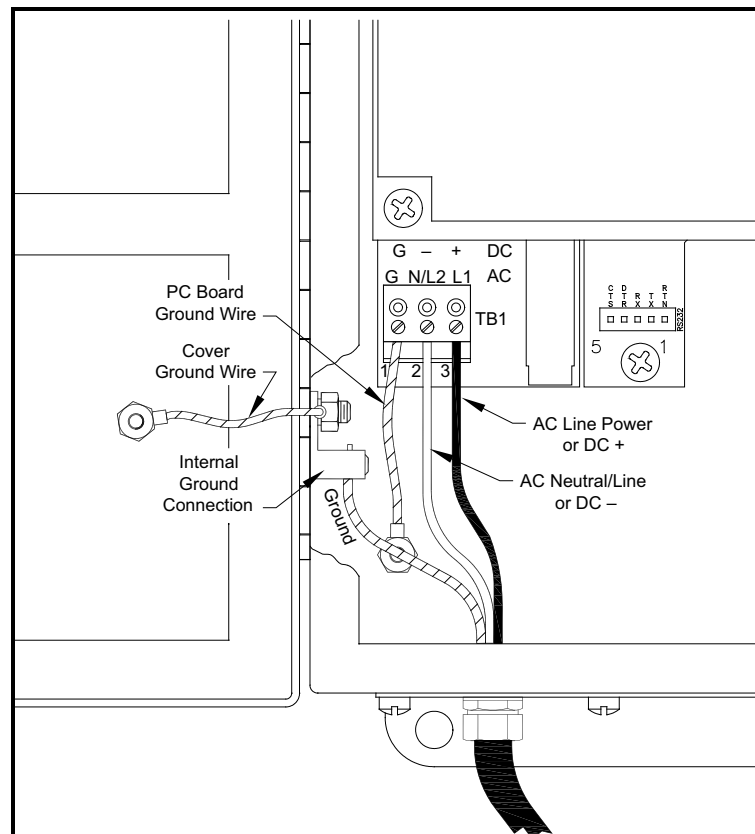 G – + DC
G N/L2 L1 AC
TB1
1 2 3
CTS
DTR
RX
TX
RTN
RS232
5 1
PC Board
Ground Wire
Cover
Ground Wire
Internal
Ground
Connection
Ground
AC Line Power
or DC +
AC Neutral/Line
or DC –